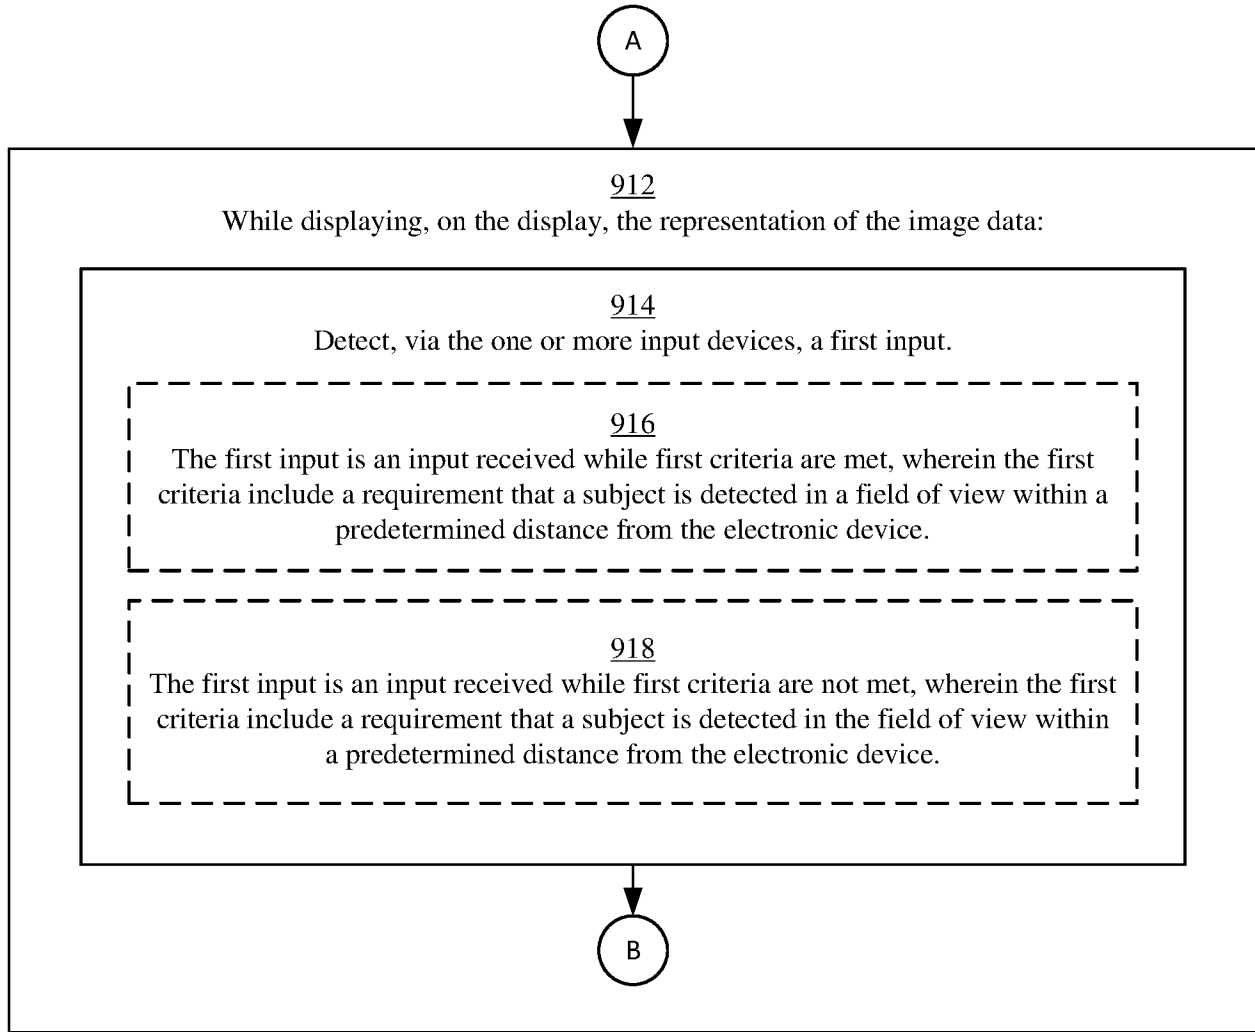 A
912
While displaying, on the display, the representation of the image data:
914
Detect, via the one or more input devices, a first input.
916
The first input is an input received while first criteria are met, wherein the first
criteria include a requirement that a subject is detected in a field of view within a
predetermined distance from the electronic device.
918
The first input is an input received while first criteria are not met, wherein the first
criteria include a requirement that a subject is detected in the field of view within
a predetermined distance from the electronic device.
B